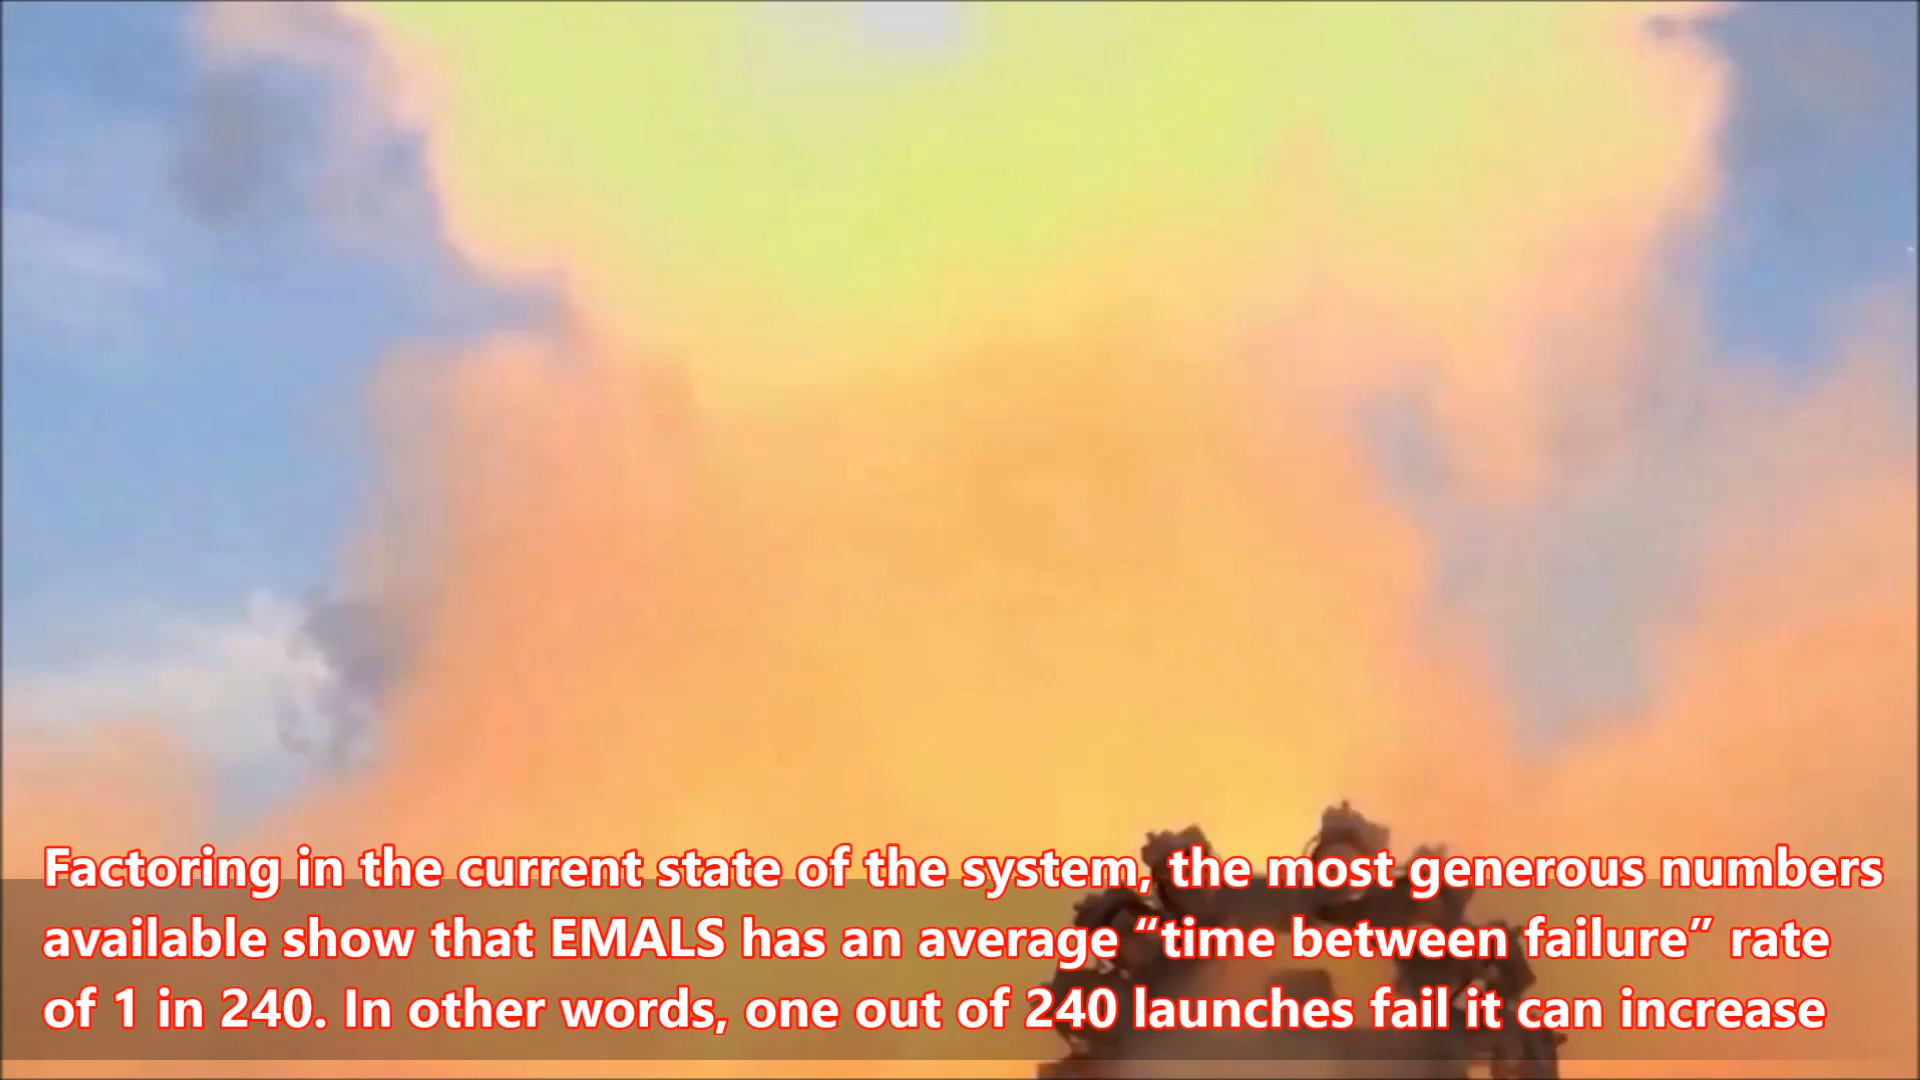 Factoring in the current state of the system, the most generous numbers
available show that EMALS has an average “time between failure” rate
of 1 in 240. In other words, one out of 240 launches fail it can increase